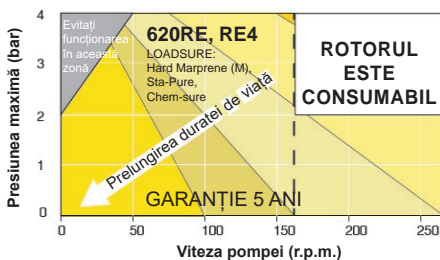 Presiunea maximă (bar)
4
3
2
1
0
Evitați
funcționarea
în această
zonă
620RE, RE4
LOADSURE:
Hard Marprene (M),
Sta-Pure,
Chem-sure
ROTORUL
ESTE
CONSUMABIL
Prelungirea duratei de viață
GARANȚIE 5 ANI
0
50
100
150
200
250
Viteza pompei (r.p.m.)